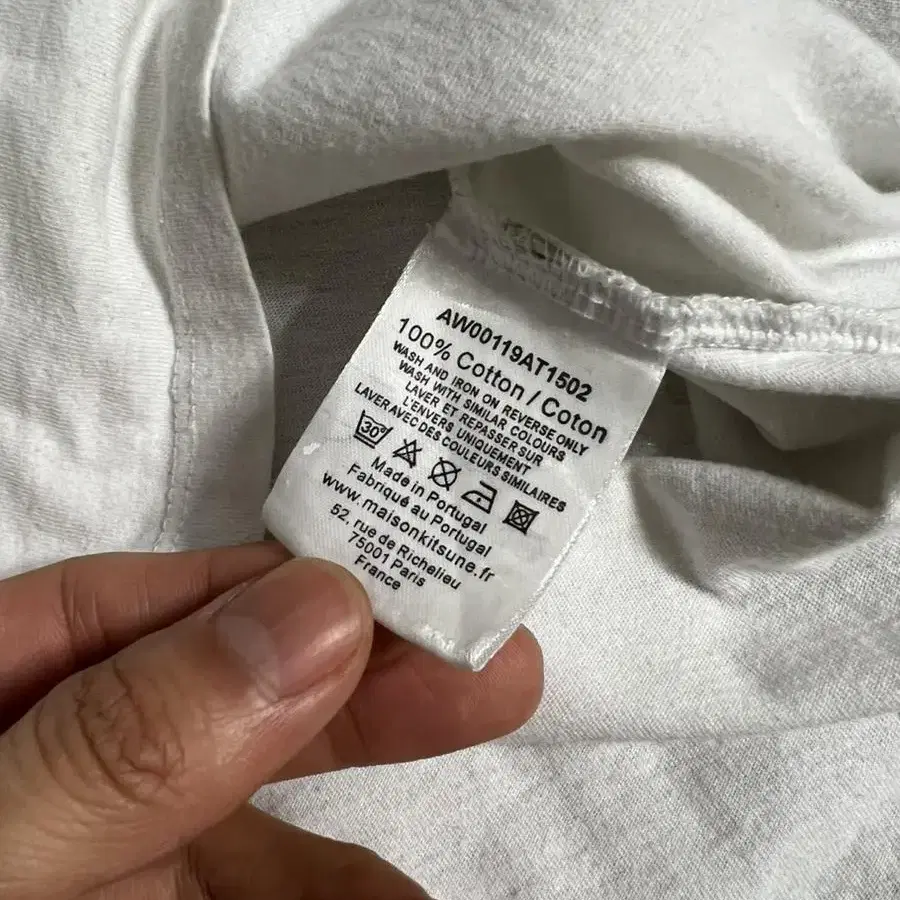 AW00119AT1502
100% Cotton / Coton
WASH AND IRON ON REVERSE ONLY
WASH WITH SIMILAR COLOURS
LAVER ET REPASSER SUR
L'ENVERS UNIQUEMENT
LAVER AVEC DES COULEURS SIMILAIRES
30°
Made in Portugal
Fabriqué au Portugal
www.maisonkitsune.fr
52, rue de Richelieu
75001 Paris
France